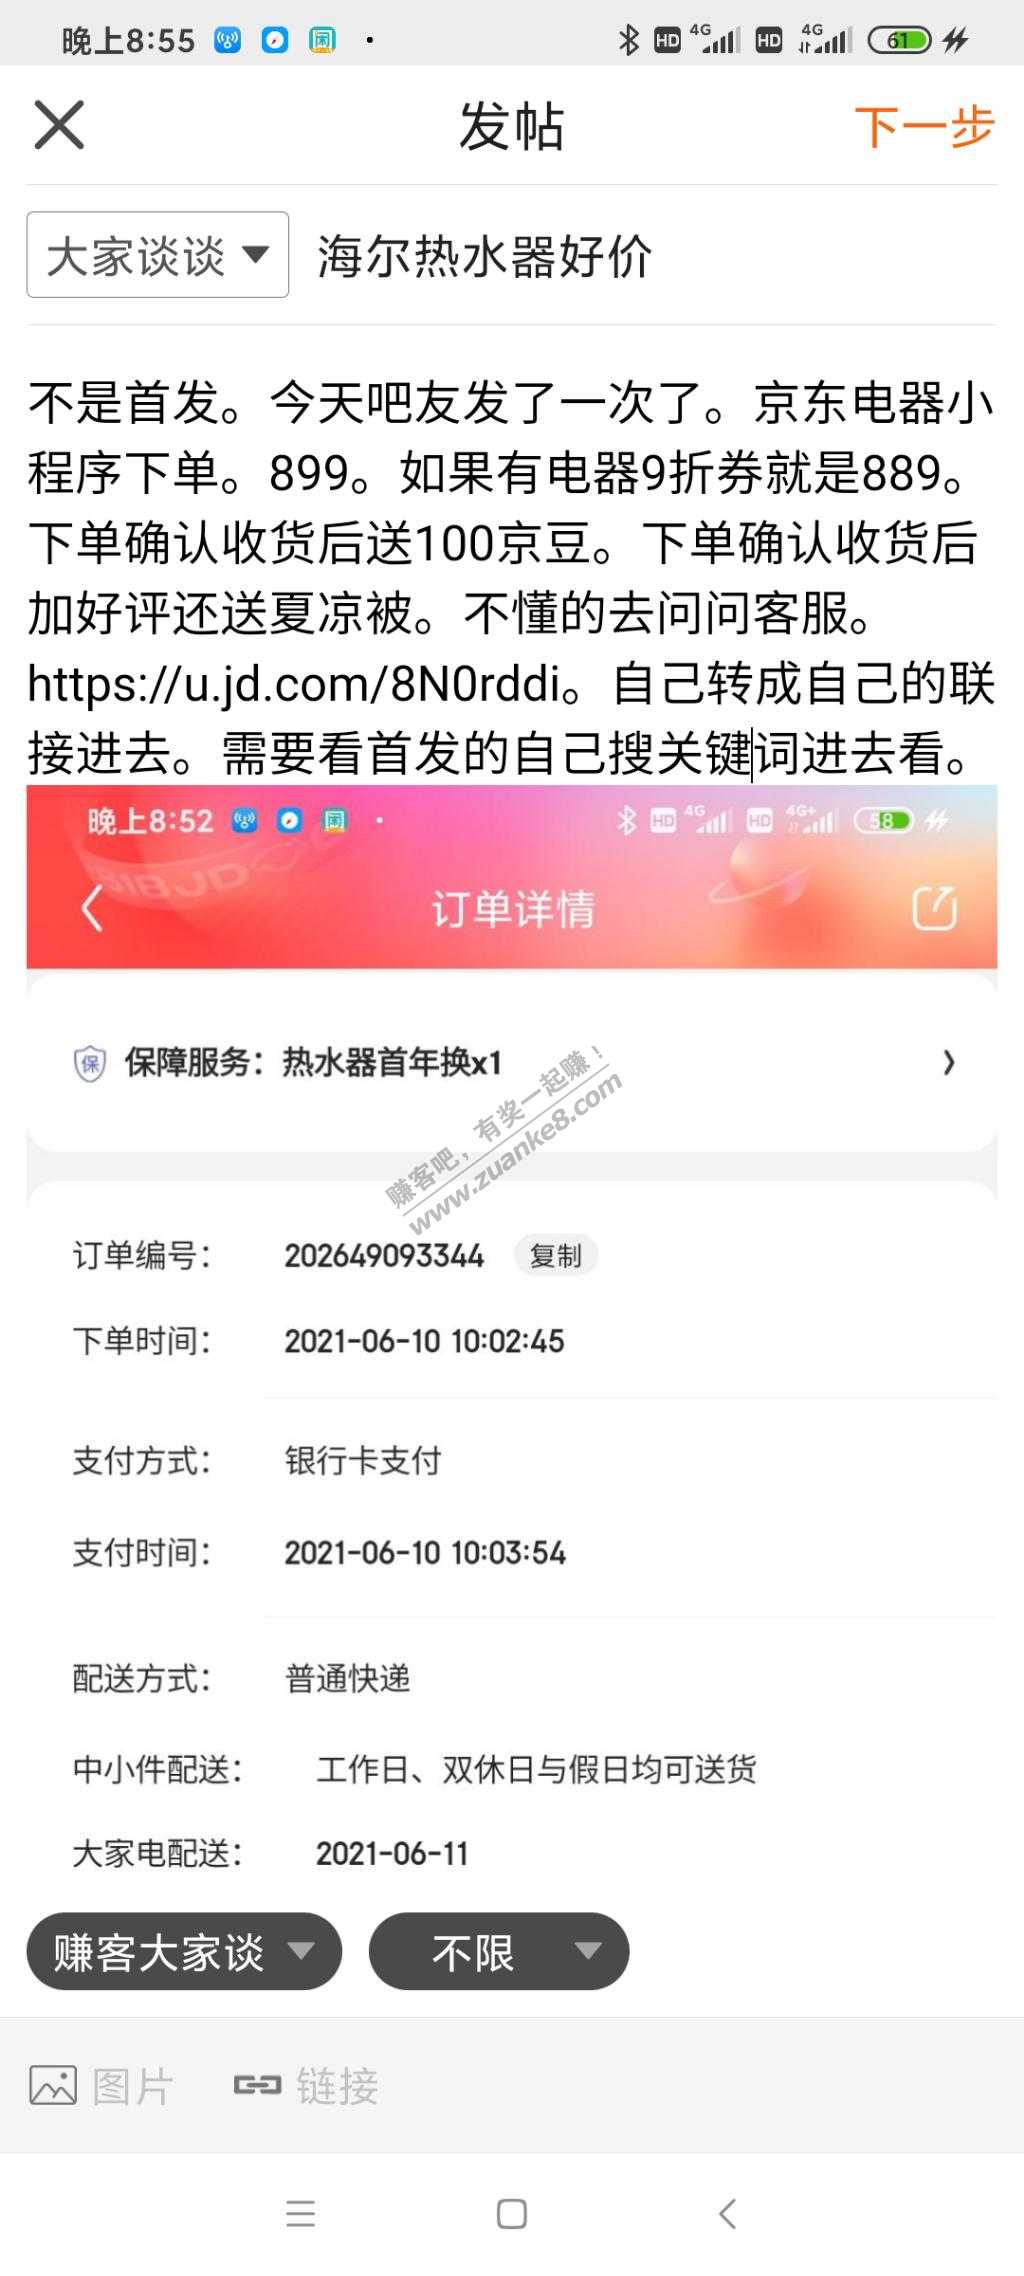 晚上8:55
HD 4G HD 4G 61
发帖
下一步
大家谈谈
海尔热水器好价
不是首发。今天吧友发了一次了。京东电器小
程序下单。899。如果有电器9折券就是889。
下单确认收货后送100京豆。下单确认收货后
加好评还送夏凉被。不懂的去问问客服。
https://u.jd.com/8N0rddi。自己转成自己的联
接进去。需要看首发的自己搜关键词进去看。
晚上8:52
HD 4G HD 4G+ 58
618JD
订单详情
保 保障服务：热水器首年换x1
赚客吧，有奖一起赚！
www.zuanke8.com
订单编号： 202649093344 复制
下单时间： 2021-06-10 10:02:45
支付方式： 银行卡支付
支付时间： 2021-06-10 10:03:54
配送方式： 普通快递
中小件配送： 工作日、双休日与假日均可送货
大家电配送： 2021-06-11
赚客大家谈
不限
图片
链接